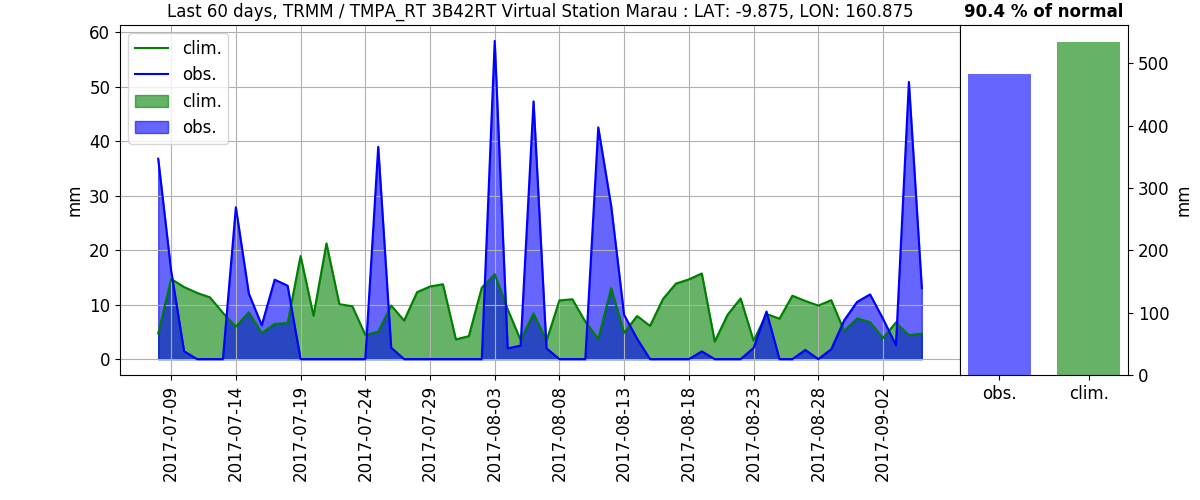 Last 60 days, TRMM / TMPA_RT 3B42RT Virtual Station Marau : LAT: -9.875, LON: 160.875
90.4 % of normal
clim.
obs.
clim.
obs.
60
50
40
30
20
10
0
mm
2017-07-09
2017-07-14
2017-07-19
2017-07-24
2017-07-29
2017-08-03
2017-08-08
2017-08-13
2017-08-18
2017-08-23
2017-08-28
2017-09-02
500
400
300
200
100
0
mm
obs.
clim.